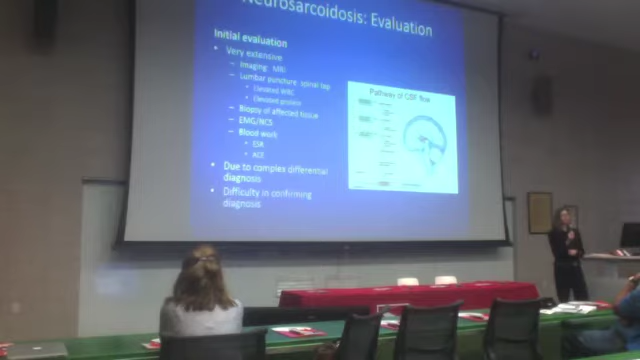 Neurosarcoidosis: Evaluation
Initial evaluation
• Very extensive
– Imaging: MRI
– Lumbar puncture: spinal tap
• Elevated WBC
• Elevated protein
– Biopsy of affected tissue
– EMG/NCS
– Blood work
• ESR
• ACE
• Due to complex differential
diagnosis
• Difficulty in confirming
diagnosis
Pathway of CSF flow